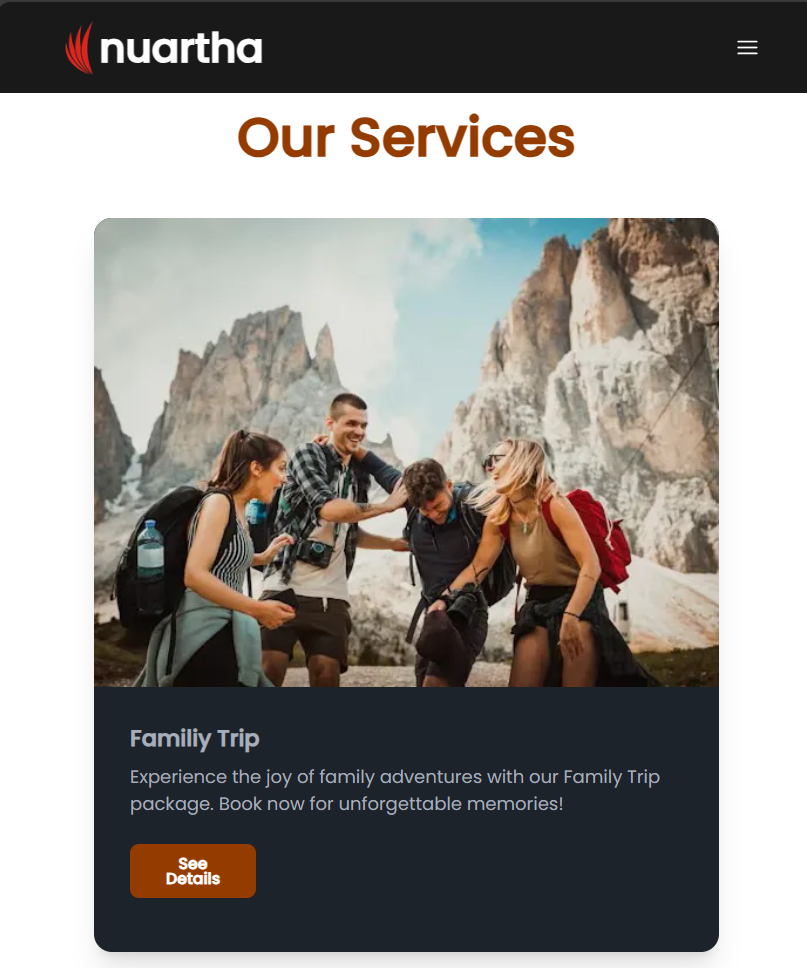 nuartha
Our Services
Familiy Trip
Experience the joy of family adventures with our Family Trip
package. Book now for unforgettable memories!
See
Details